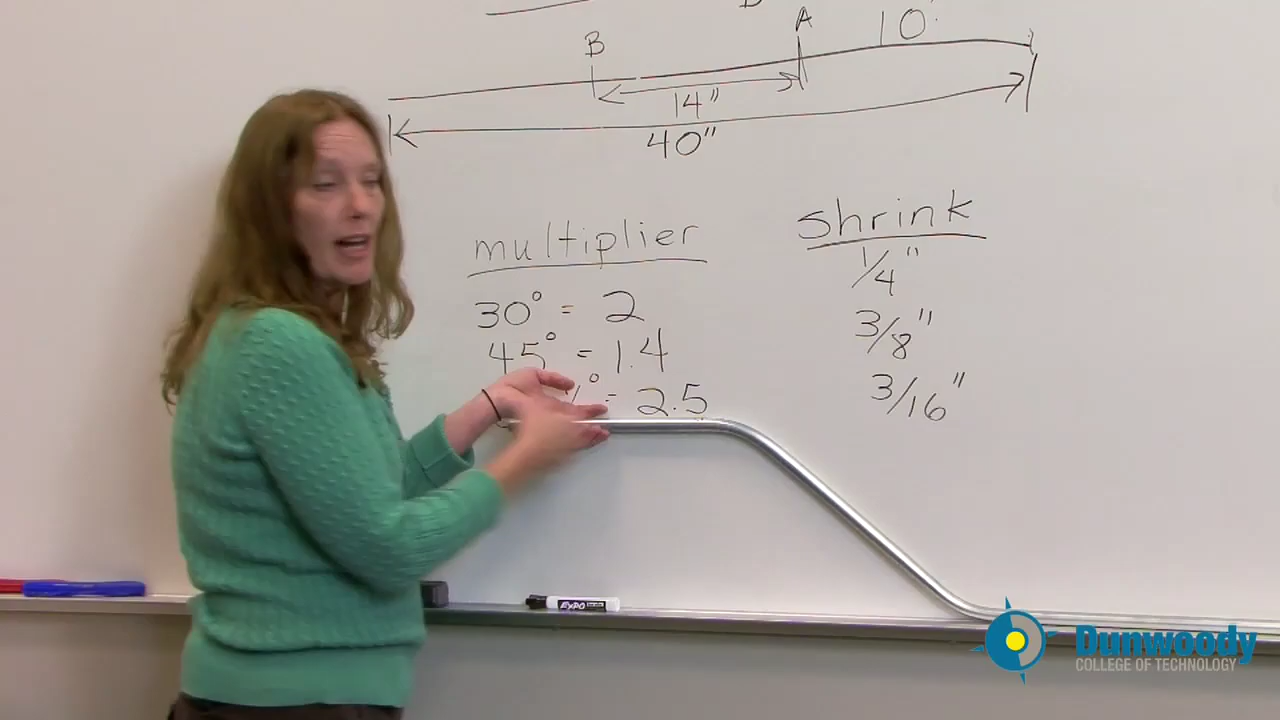 A
10'
B
14"
40"
multiplier
shrink
30° = 2
1/4"
45° = 1.4
3/8"
° = 2.5
3/16"
EXPO
Dunwoody
COLLEGE OF TECHNOLOGY